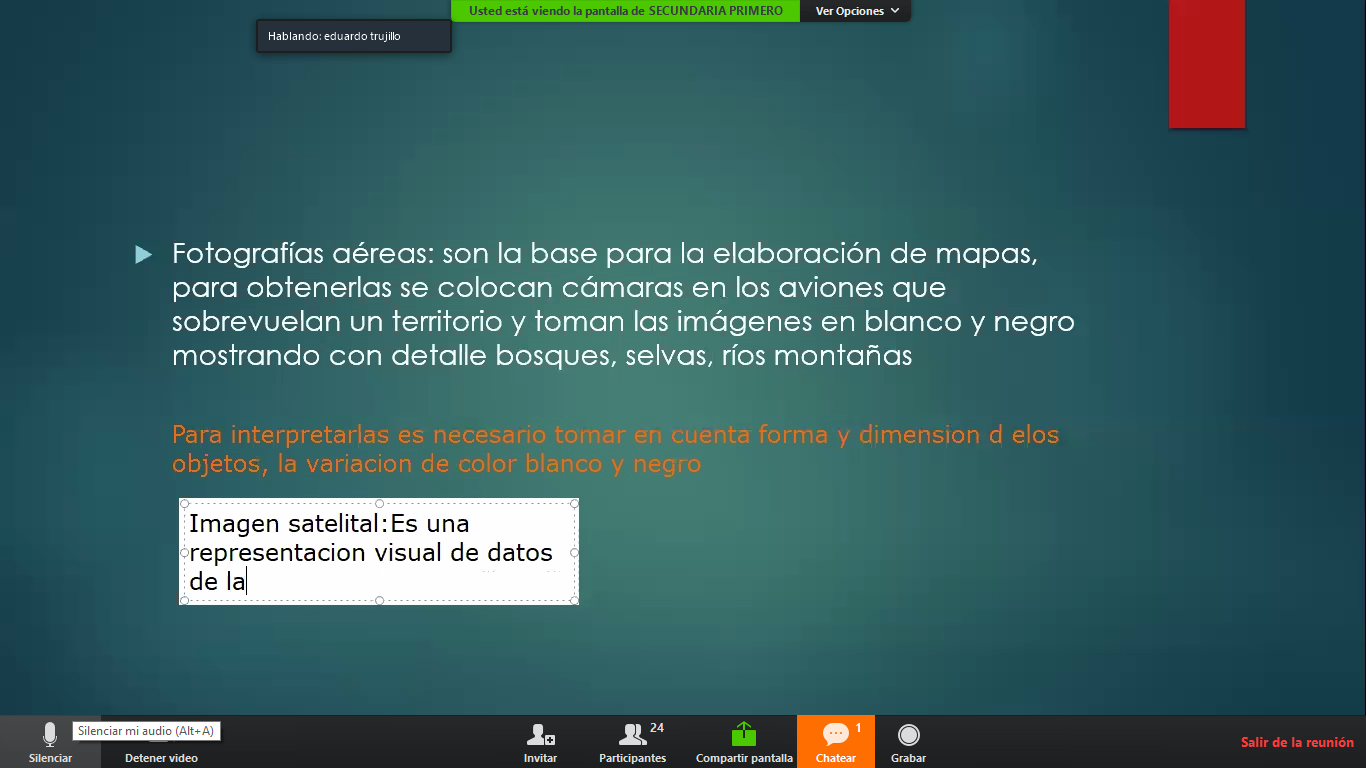 Usted está viendo la pantalla de SECUNDARIA PRIMERO
Ver Opciones
Hablando: eduardo trujillo
Fotografías aéreas: son la base para la elaboración de mapas,
para obtenerlas se colocan cámaras en los aviones que
sobrevuelan un territorio y toman las imágenes en blanco y negro
mostrando con detalle bosques, selvas, ríos montañas
Para interpretarlas es necesario tomar en cuenta forma y dimension d elos
objetos, la variacion de color blanco y negro
Imagen satelital:Es una
representacion visual de datos
de la
Silenciar mi audio (Alt+A)
24
1
Silenciar
Detener video
Invitar
Participantes
Compartir pantalla
Chatear
Grabar
Salir de la reunión